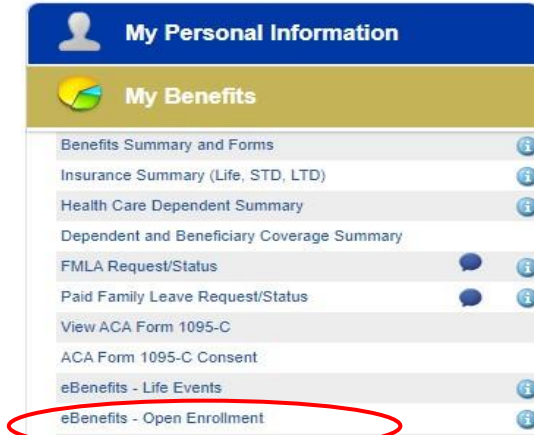 My Personal Information
My Benefits
Benefits Summary and Forms
Insurance Summary (Life, STD, LTD)
Health Care Dependent Summary
Dependent and Beneficiary Coverage Summary
FMLA Request/Status
Paid Family Leave Request/Status
View ACA Form 1095-C
ACA Form 1095-C Consent
eBenefits - Life Events
eBenefits - Open Enrollment